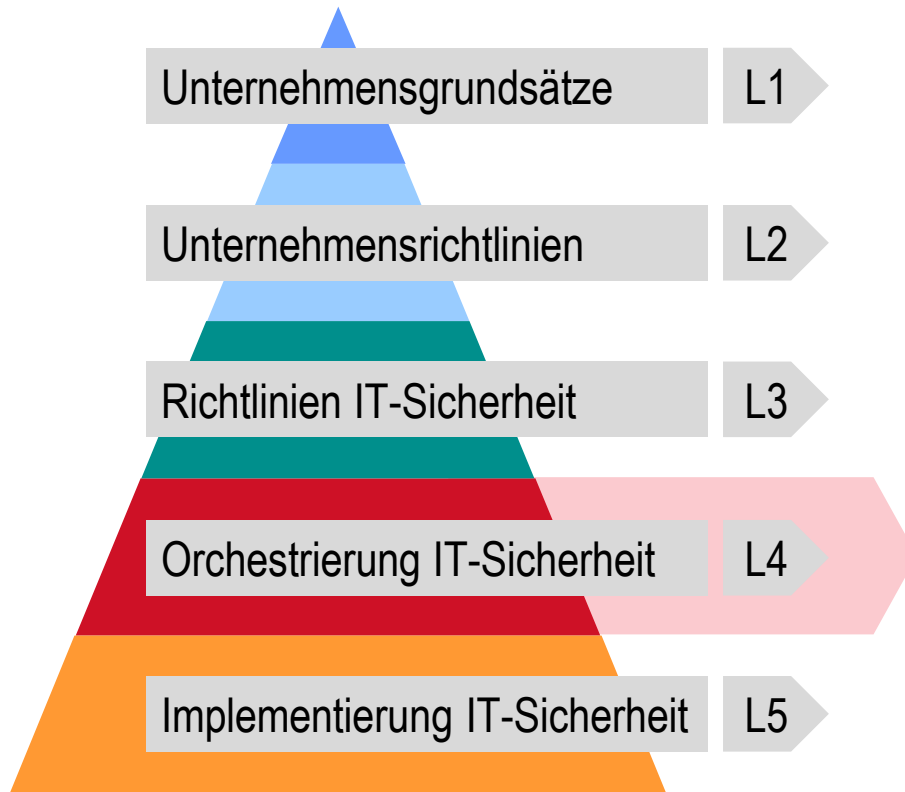 Unternehmensgrundsätze L1
Unternehmensrichtlinien L2
Richtlinien IT-Sicherheit L3
Orchestrierung IT-Sicherheit L4
Implementierung IT-Sicherheit L5